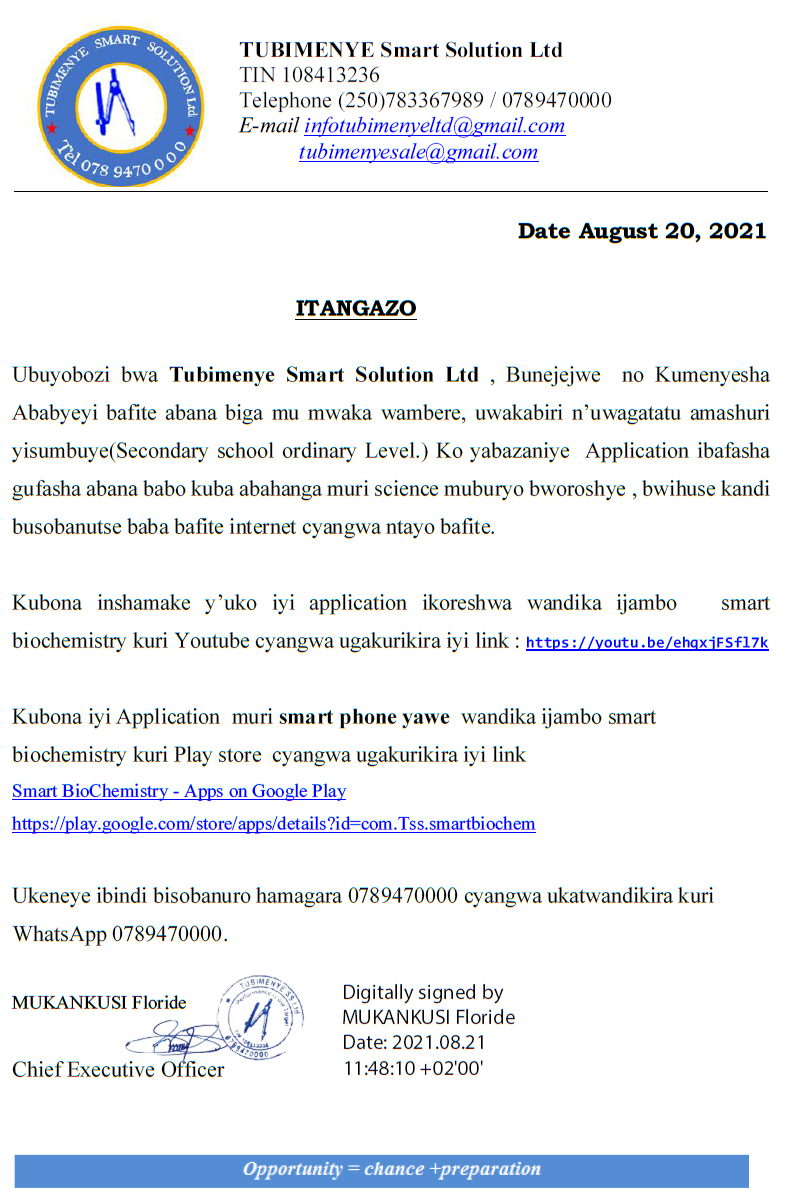 TUBIMENYE SMART SOLUTION Ltd
Tel 078 9470 0 0 0
TUBIMENYE Smart Solution Ltd
TIN 108413236
Telephone (250)783367989 / 0789470000
E-mail infotubimenyeltd@gmail.com
tubimenyesale@gmail.com
Date August 20, 2021
ITANGAZO
Ubuyobozi bwa Tubimenye Smart Solution Ltd , Bunejejwe no Kumenyesha
Ababyeyi bafite abana biga mu mwaka wambere, uwakabiri n’uwagatatu amashuri
yisumbuye(Secondary school ordinary Level.) Ko yabazaniye Application ibafasha
gufasha abana babo kuba abahanga muri science muburyo bworoshye , bwihuse kandi
busobanutse baba bafite internet cyangwa ntayo bafite.
Kubona inshamake y’uko iyi application ikoreshwa wandika ijambo smart
biochemistry kuri Youtube cyangwa ugakurikira iyi link : https://youtu.be/ehqxjFSfl7k
Kubona iyi Application muri smart phone yawe wandika ijambo smart
biochemistry kuri Play store cyangwa ugakurikira iyi link
Smart BioChemistry - Apps on Google Play
https://play.google.com/store/apps/details?id=com.Tss.smartbiochem
Ukeneye ibindi bisobanuro hamagara 0789470000 cyangwa ukatwandikira kuri
WhatsApp 0789470000.
MUKANKUSI Floride
Chief Executive Officer
TUBIMENYE SS Ltd
0789470000
Digitally signed by
MUKANKUSI Floride
Date: 2021.08.21
11:48:10 +02'00'
Opportunity = chance +preparation